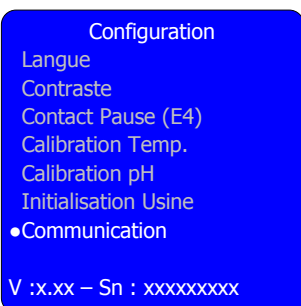 Configuration
Langue
Contraste
Contact Pause (E4)
Calibration Temp.
Calibration pH
Initialisation Usine
●Communication
V :x.xx – Sn : xxxxxxxxx